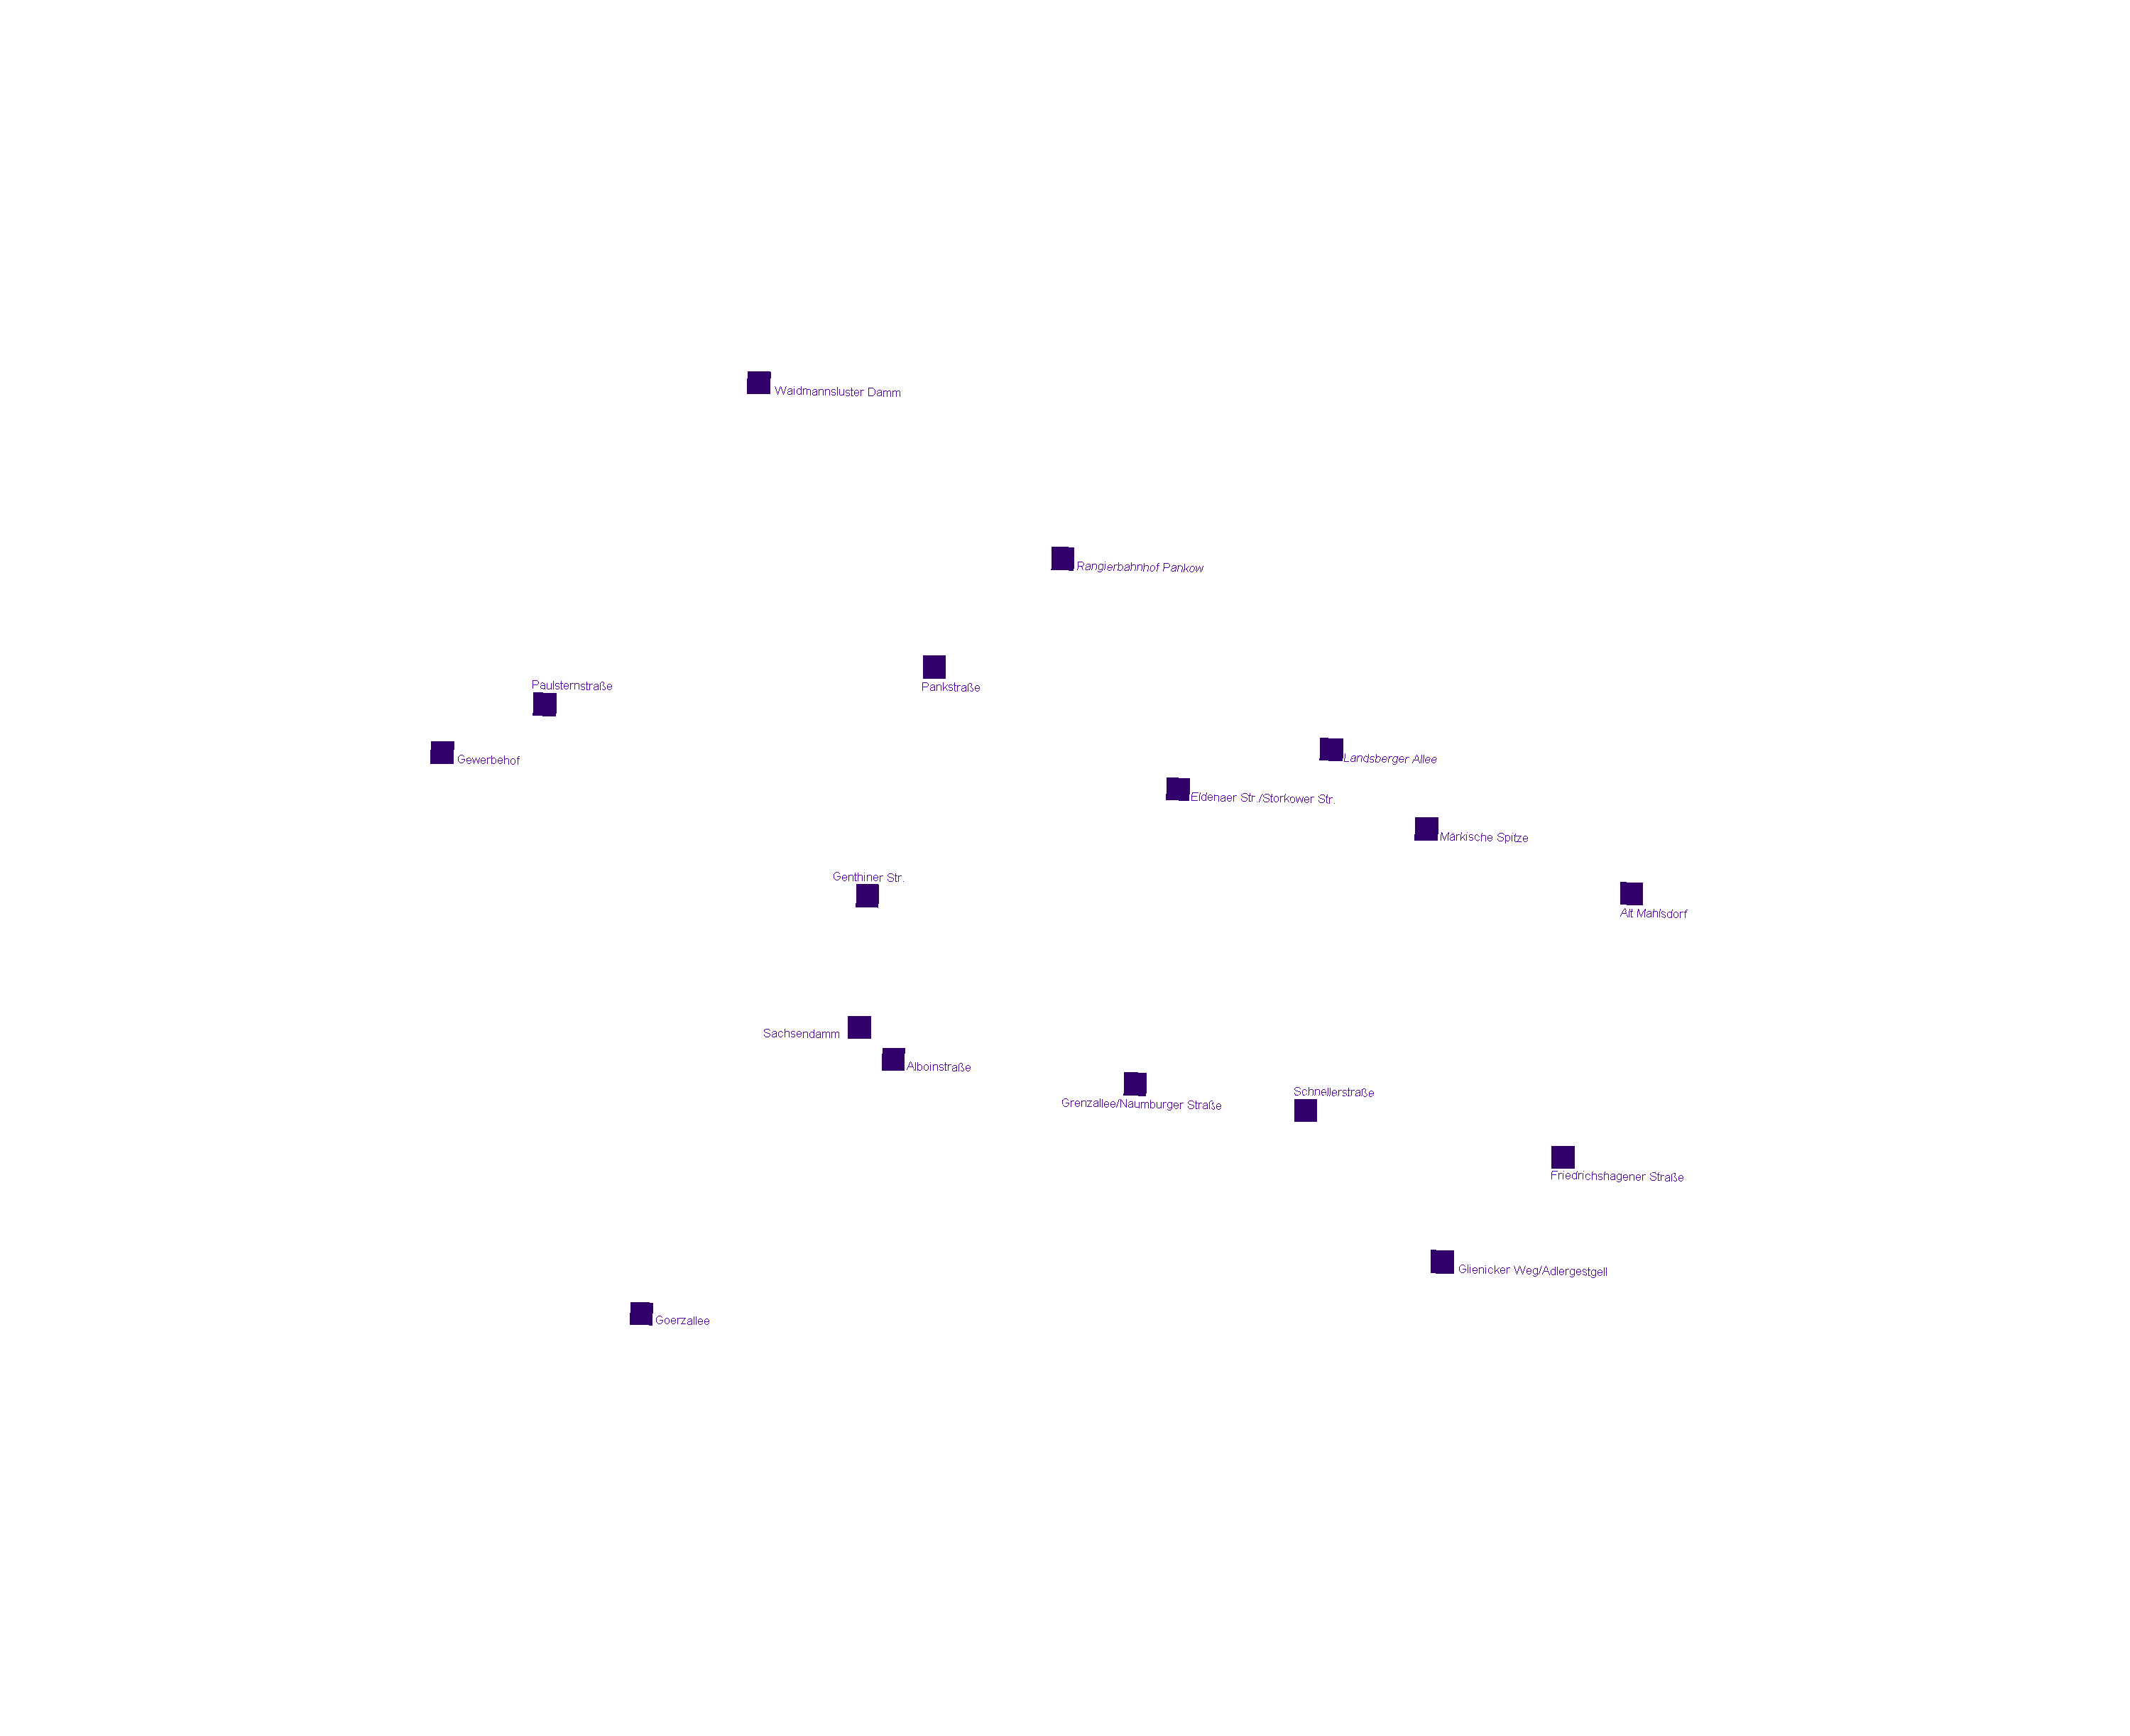 Waidmannsluster Damm
Rangierbahnhof Pankow
Paulsternstraße
Pankstraße
Gewerbehof
Landsberger Allee
Eldenaer Str./Storkower Str.
Märkische Spitze
Genthiner Str.
Alt Mahlsdorf
Sachsendamm
Alboinstraße
Schnellerstraße
Grenzallee/Naumburger Straße
Friedrichshagener Straße
Glienicker Weg/Adlergestgell
Goerzallee